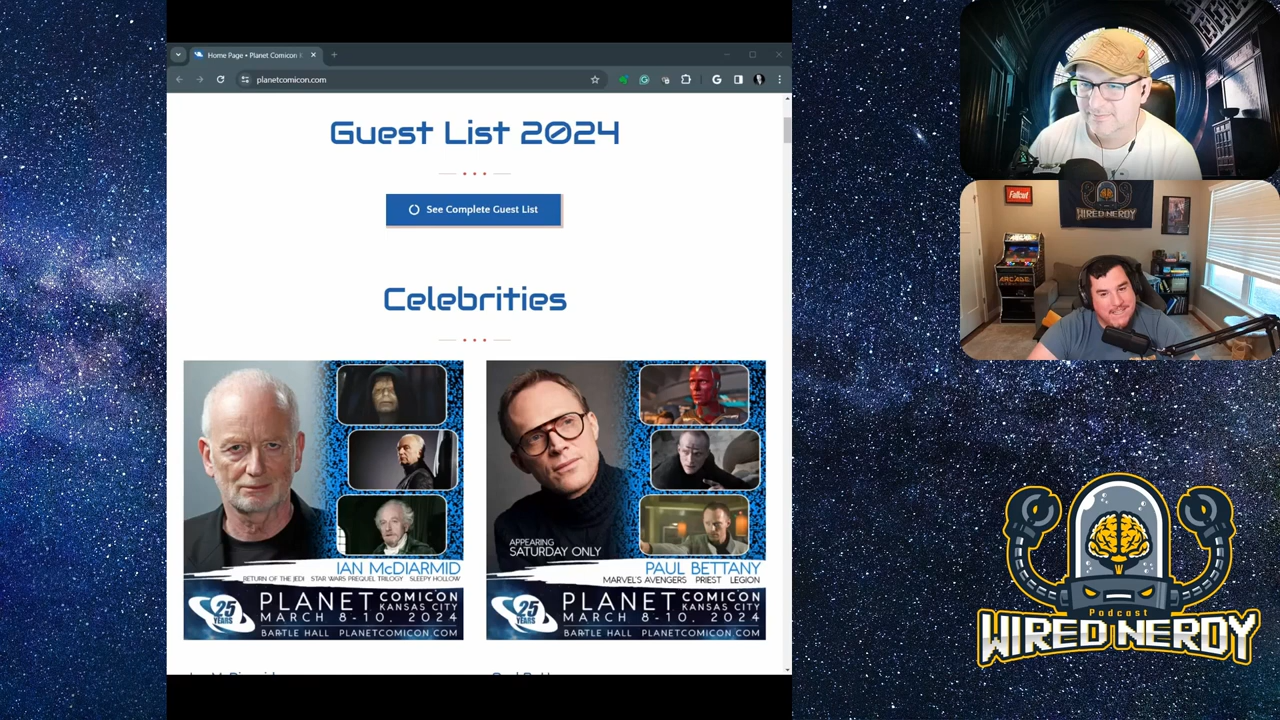 Home Page • Planet Comicon K
planetcomicon.com
Guest List 2024
See Complete Guest List
Celebrities
IAN McDIARMID
RETURN OF THE JEDI STAR WARS PREQUEL TRILOGY SLEEPY HOLLOW
25 YEARS
PLANET COMICON KANSAS CITY
MARCH 8-10, 2024
BARTLE HALL PLANETCOMICON.COM
APPEARING
SATURDAY ONLY
PAUL BETTANY
MARVEL'S AVENGERS PRIEST LEGION
25 YEARS
PLANET COMICON KANSAS CITY
MARCH 8-10, 2024
BARTLE HALL PLANETCOMICON.COM
Fallout
WIRED NERDY
ARCADE
Podcast
WIRED NERDY